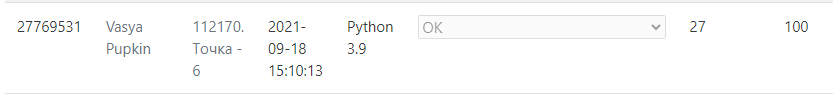 27769531
Vasya
Pupkin
112170.
Точка -
6
2021-
09-18
15:10:13
Python
3.9
OK
27
100